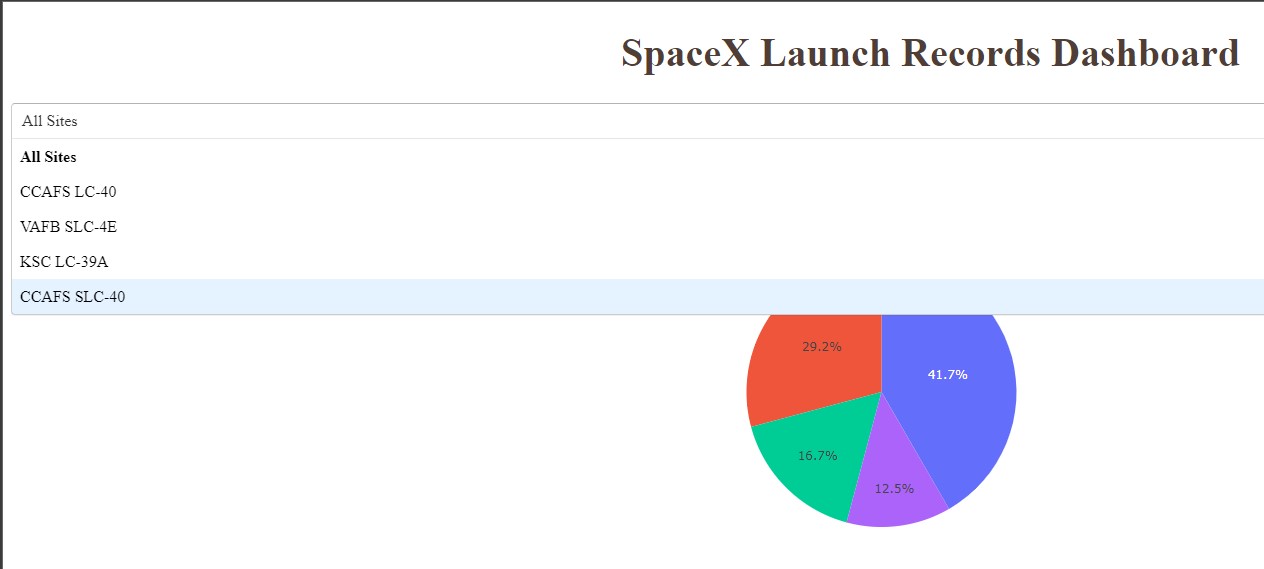 SpaceX Launch Records Dashboard
All Sites
All Sites
CCAFS LC-40
VAFB SLC-4E
KSC LC-39A
CCAFS SLC-40
29.2%
41.7%
16.7%
12.5%